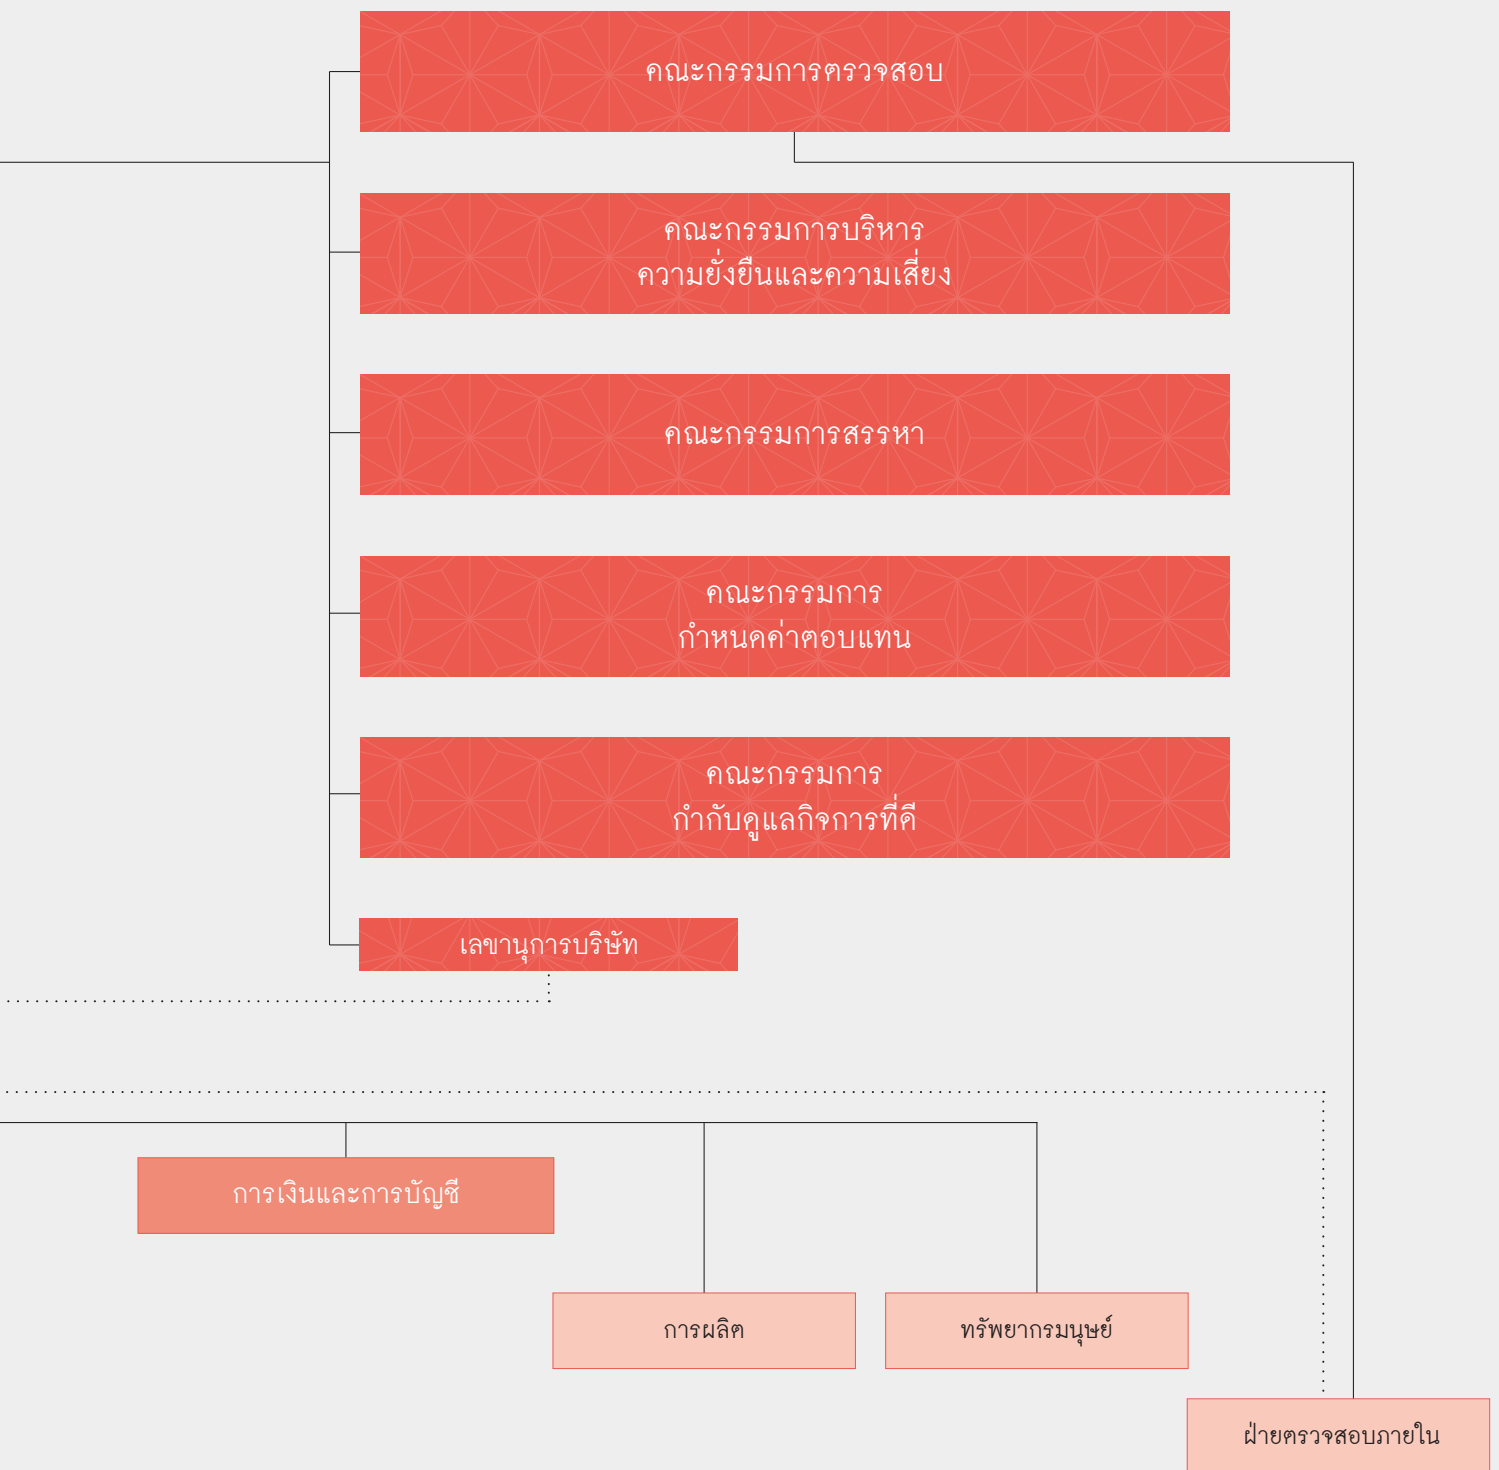 คณะกรรมการตรวจสอบ
คณะกรรมการบริหาร
ความยั่งยืนและความเสี่ยง
คณะกรรมการสรรหา
คณะกรรมการ
กำหนดค่าตอบแทน
คณะกรรมการ
กำกับดูแลกิจการที่ดี
เลขานุการบริษัท
การเงินและการบัญชี
การผลิต
ทรัพยากรมนุษย์
ฝ่ายตรวจสอบภายใน